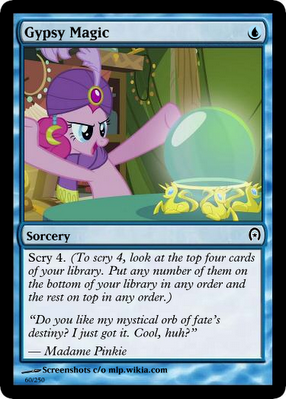 Gypsy Magic
Sorcery
Scry 4. (To scry 4, look at the top four cards
of your library. Put any number of them on
the bottom of your library in any order and
the rest on top in any order.)
“Do you like my mystical orb of fate’s
destiny? I just got it. Cool, huh?”
— Madame Pinkie
Screenshots c/o mlp.wikia.com
60/250